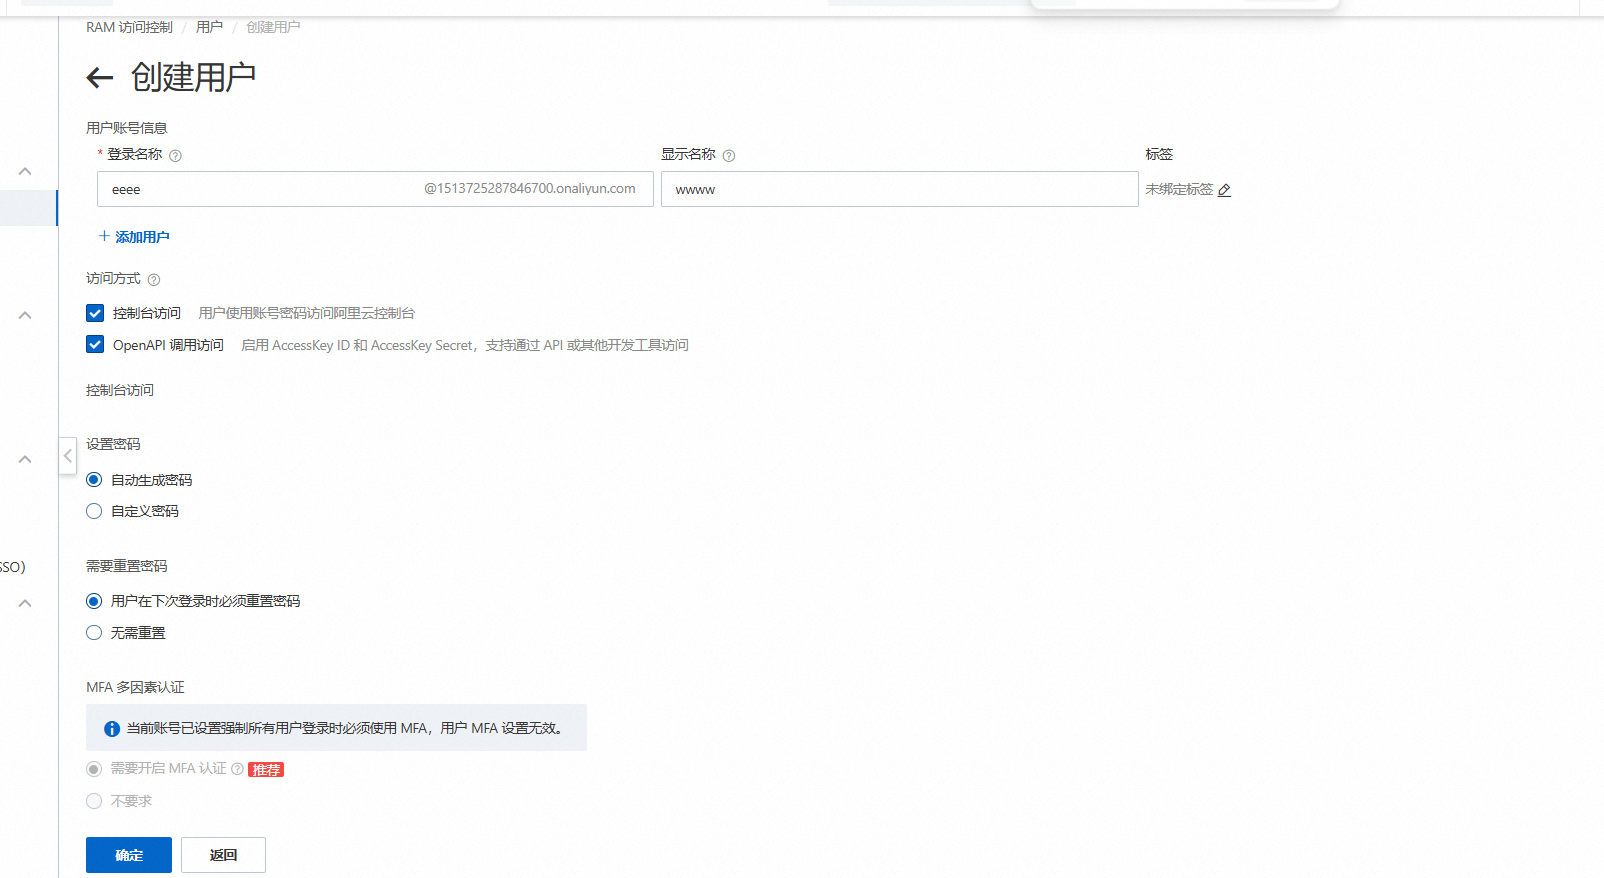 RAM 访问控制 / 用户 / 创建用户
创建用户
用户账号信息
* 登录名称 显示名称 标签
eeee @1513725287846700.onaliyun.com wwww 未绑定标签
+ 添加用户
访问方式
控制台访问 用户使用账号密码访问阿里云控制台
OpenAPI 调用访问 启用 AccessKey ID 和 AccessKey Secret，支持通过 API 或其他开发工具访问
控制台访问
设置密码
自动生成密码
自定义密码
需要重置密码
SSO)
用户在下次登录时必须重置密码
无需重置
MFA 多因素认证
当前账号已设置强制所有用户登录时必须使用 MFA，用户 MFA 设置无效。
需要开启 MFA 认证 推荐
不要求
确定 返回